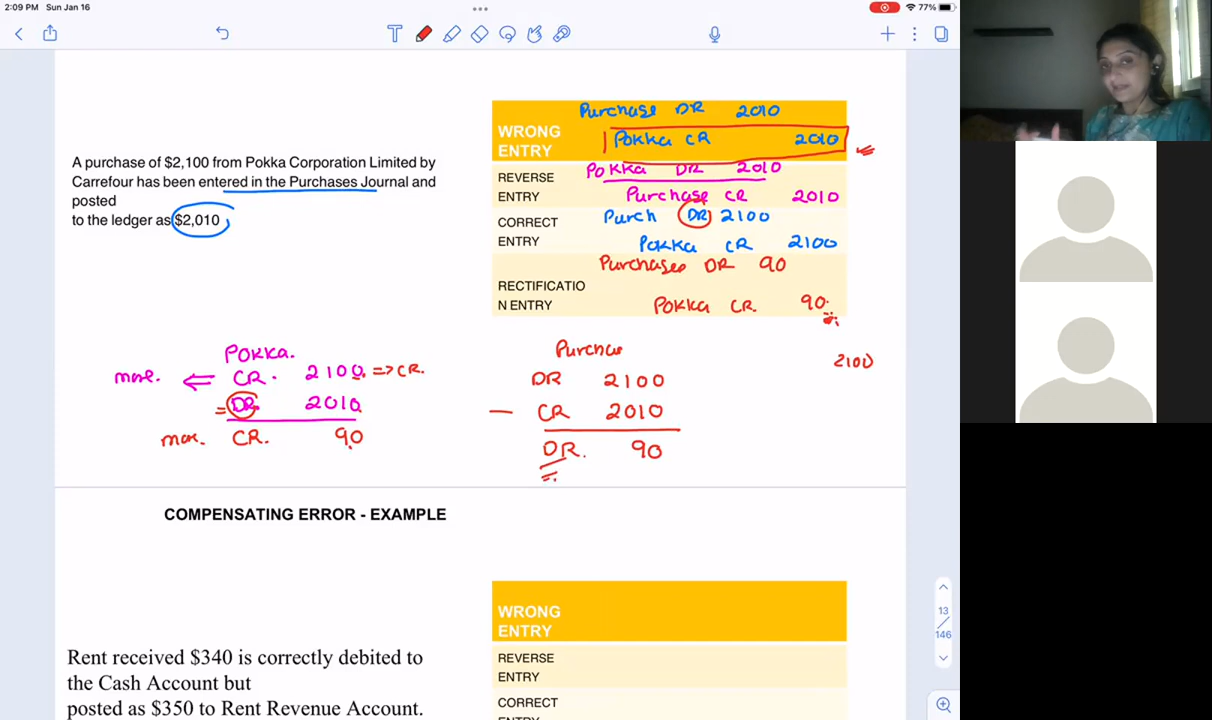 2:09 PM Sun Jan 16
77%
A purchase of $2,100 from Pokka Corporation Limited by
Carrefour has been entered in the Purchases Journal and
posted
to the ledger as $2,010
Purchase DR 2010
WRONG
ENTRY
Pokka CR 2010
REVERSE
ENTRY
Pokka DR 2010
Purchase CR 2010
CORRECT
ENTRY
Purch DR 2100
Pokka CR 2100
RECTIFICATIO
N ENTRY
Purchases DR 90
Pokka CR. 90
Pokka.
more. ⇐ CR. 2100. => CR.
= DR. 2010
more. CR. 90
Purchas
DR 2100
— CR 2010
DR. 90
2100
COMPENSATING ERROR - EXAMPLE
Rent received $340 is correctly debited to
the Cash Account but
posted as $350 to Rent Revenue Account.
WRONG
ENTRY
REVERSE
ENTRY
CORRECT
13
146